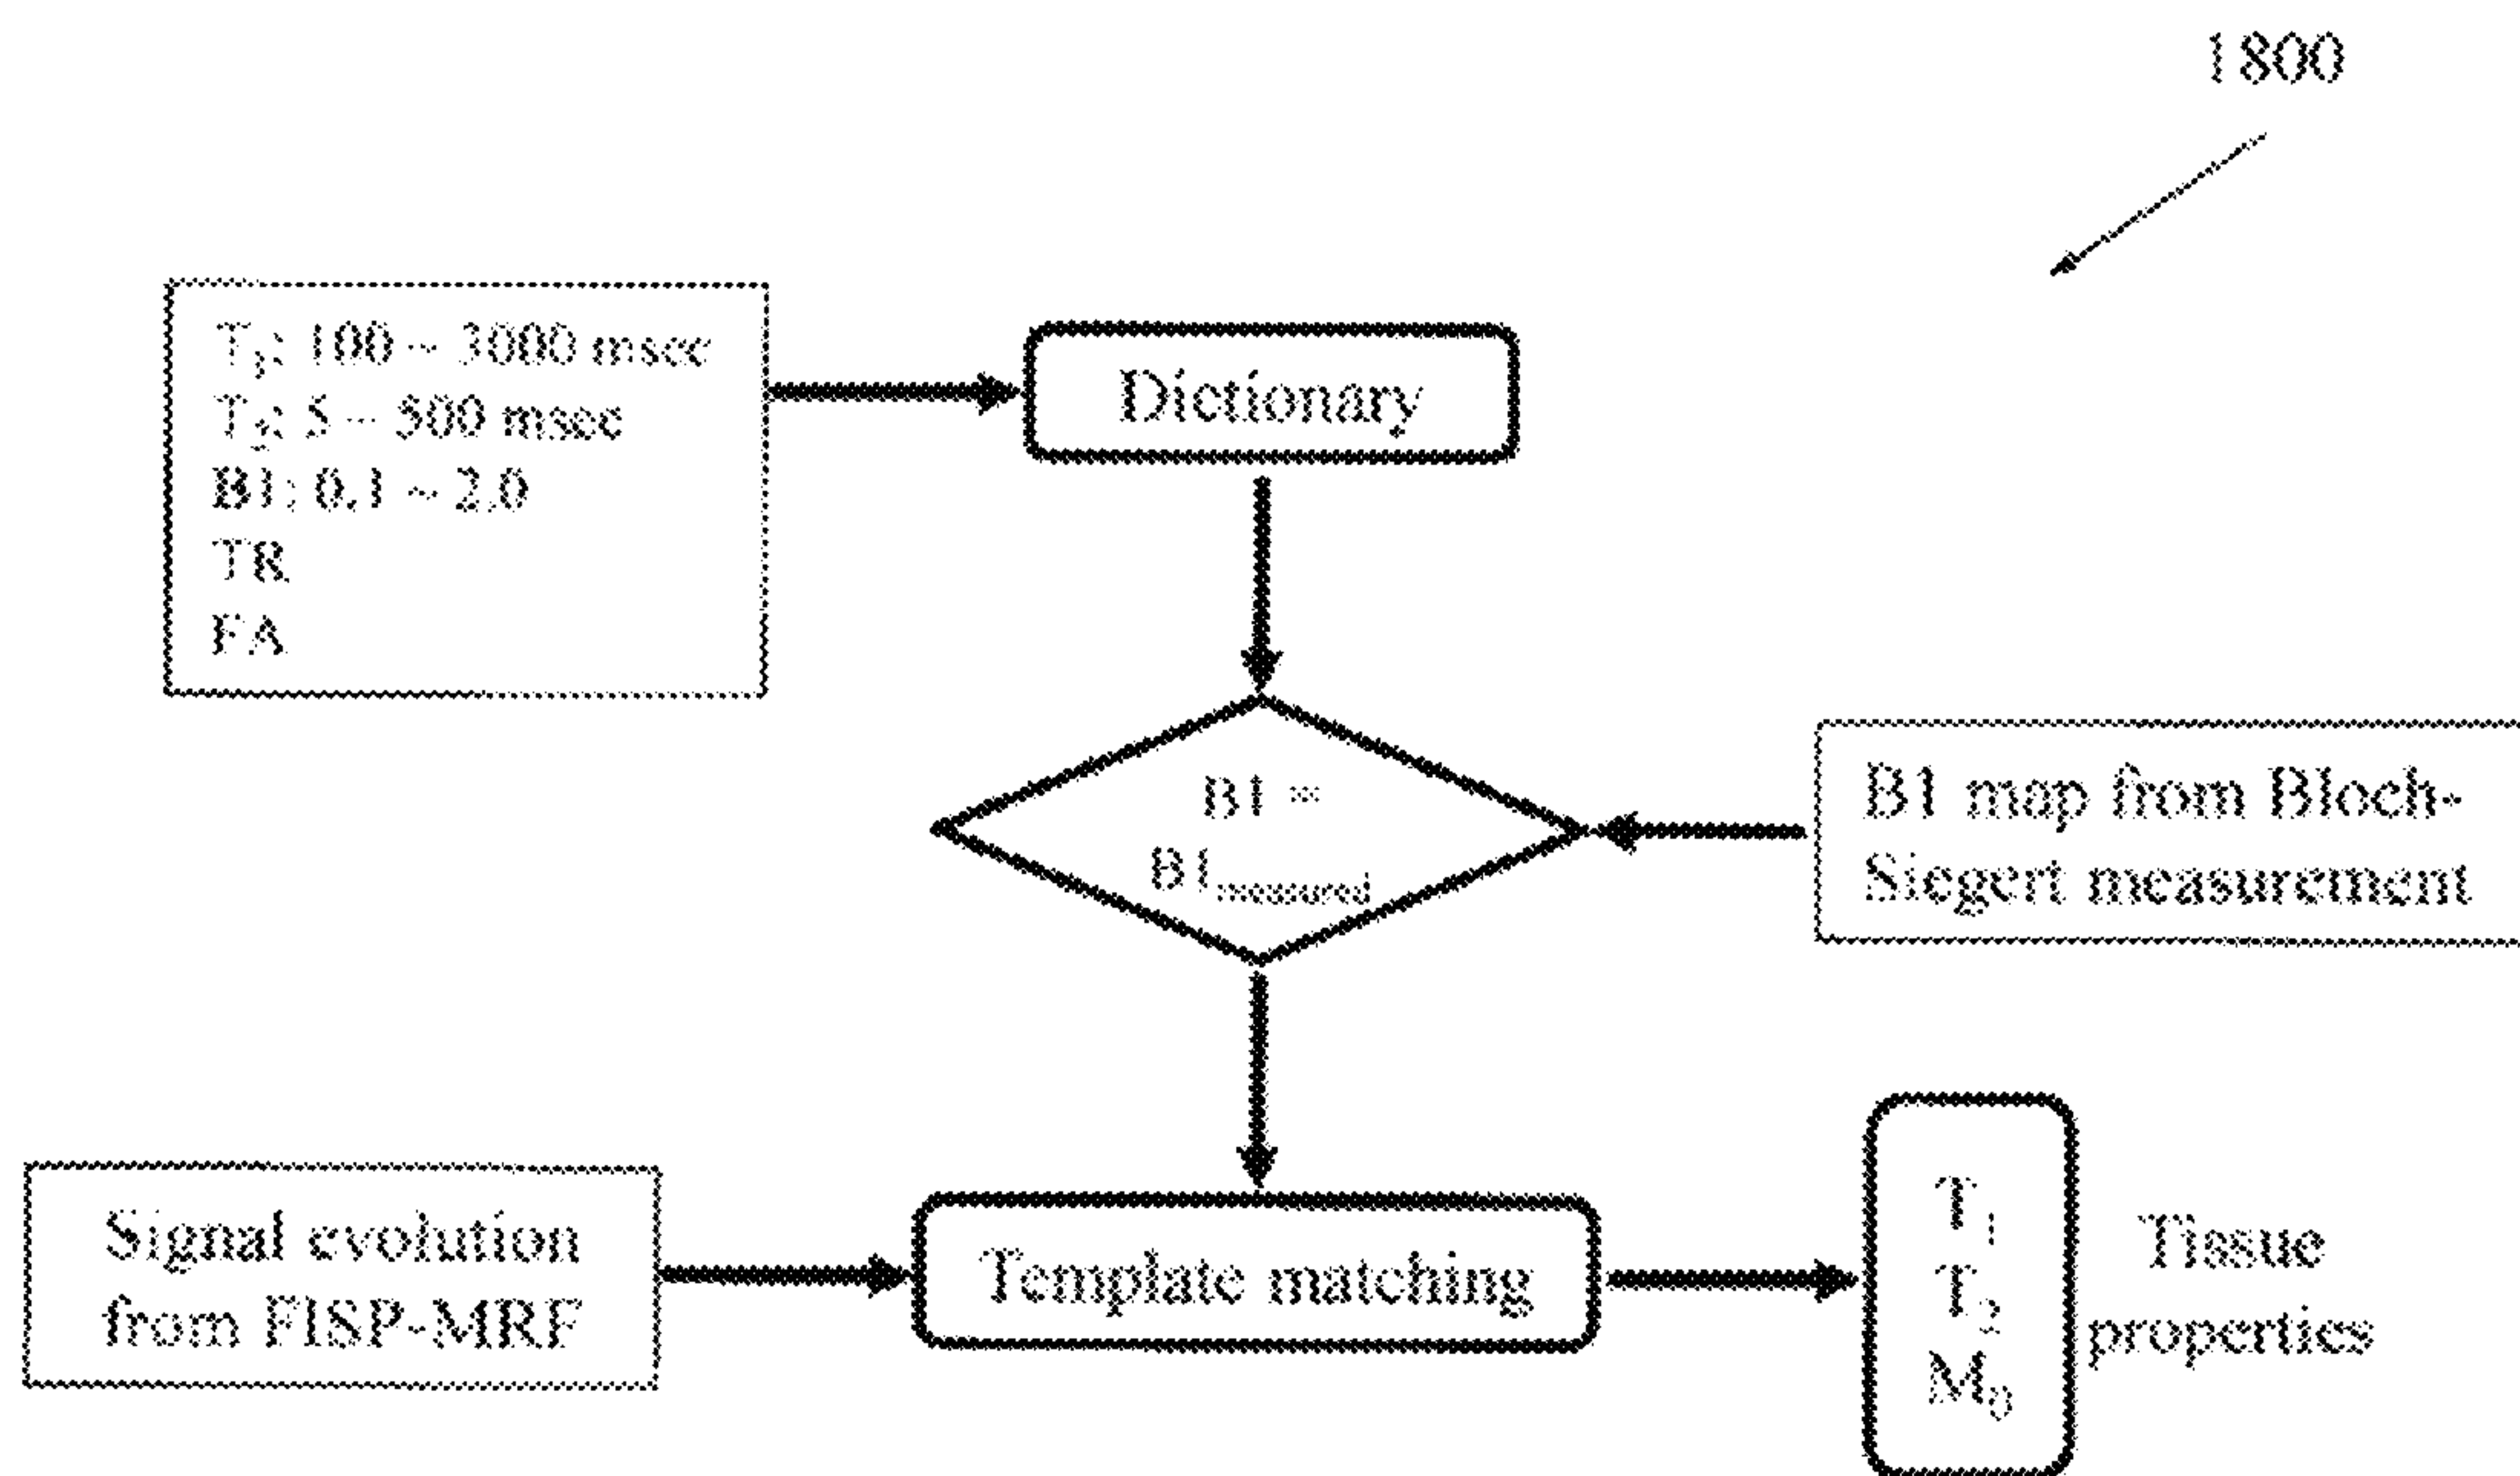 1800
T1: 100 ~ 3000 msec
T2: 5 ~ 500 msec
B1: 0.1 ~ 2.0
TR
FA
Dictionary
B1 =
B1measured
B1 map from Bloch-
Siegert measurement
Signal evolution
from FISP-MRF
Template matching
T1
T2
M0
Tissue
properties